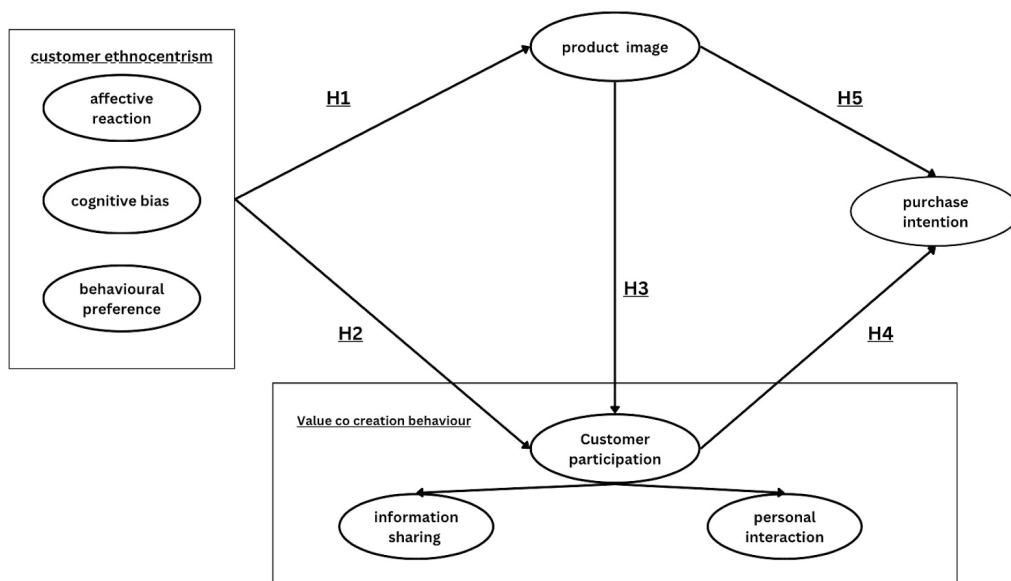 customer ethnocentrism
affective
reaction
cognitive bias
behavioural
preference
H1
H2
product image
H3
H5
H4
purchase
intention
Value co creation behaviour
Customer
participation
information
sharing
personal
interaction